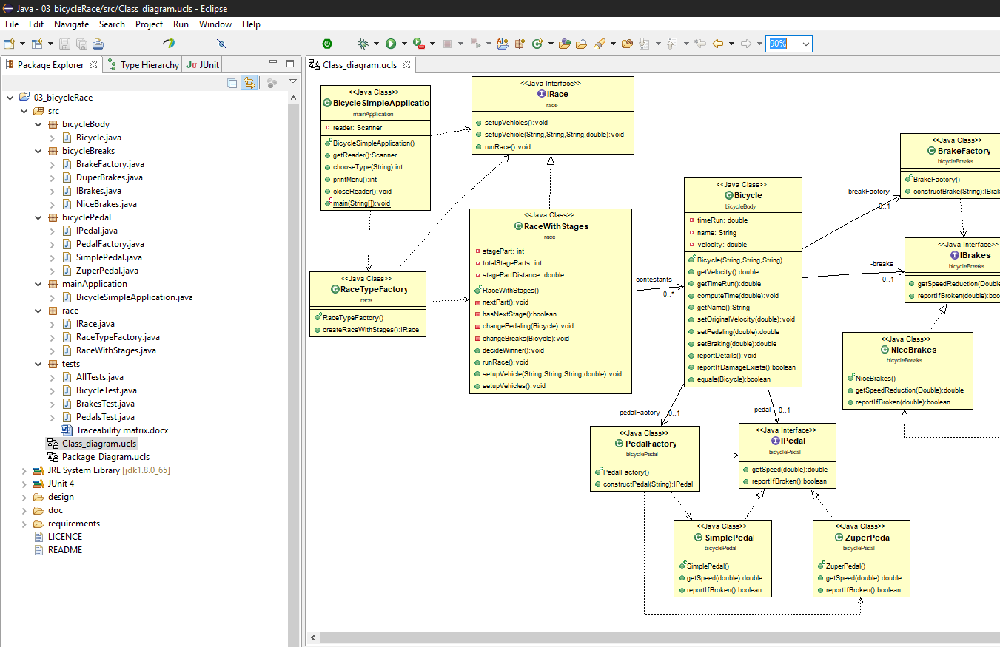 Java - 03_bicycleRace/src/Class_diagram.ucls - Eclipse
File Edit Navigate Search Project Run Window Help
90%
Package Explorer Type Hierarchy JUnit
03_bicycleRace
src
bicycleBody
Bicycle.java
bicycleBreaks
BrakeFactory.java
DuperBrakes.java
IBrakes.java
NiceBrakes.java
bicyclePedal
IPedal.java
PedalFactory.java
SimplePedal.java
ZuperPedal.java
mainApplication
BicycleSimpleApplication.java
race
IRace.java
RaceTypeFactory.java
RaceWithStages.java
tests
AllTests.java
BicycleTest.java
BrakesTest.java
PedalsTest.java
Traceability matrix.docx
Class_diagram.ucls
Package_Diagram.ucls
JRE System Library [jdk1.8.0_65]
JUnit 4
design
doc
requirements
LICENCE
README
Class_diagram.ucls
<<Java Class>>
BicycleSimpleApplicatio
mainApplication
reader: Scanner
BicycleSimpleApplication()
getReader():Scanner
chooseType(String):int
printMenu():int
closeReader():void
main(String[]):void
<<Java Interface>>
IRace
race
setupVehicles():void
setupVehicle(String,String,String,double):void
runRace():void
<<Java Class>>
RaceTypeFactory
race
RaceTypeFactory()
createRaceWithStages():IRace
<<Java Class>>
RaceWithStages
race
stagePart: int
totalStageParts: int
stagePartDistance: double
RaceWithStages()
nextPart():void
hasNextStage():boolean
changePedaling(Bicycle):void
changeBreaks(Bicycle):void
decideWinner():void
runRace():void
setupVehicle(String,String,String,double):void
setupVehicles():void
-contestants
0..*
<<Java Class>>
Bicycle
bicycleBody
timeRun: double
name: String
velocity: double
Bicycle(String,String,String)
getVelocity():double
getTimeRun():double
computeTime(double):void
getName():String
setOriginalVelocity(double):void
setPedaling(double):double
setBraking(double):double
reportDetails():void
reportIfDamageExists():boolean
equals(Bicycle):boolean
-breakFactory
0..1
-breaks
0..1
<<Java Class>>
BrakeFactory
bicycleBreaks
BrakeFactory()
constructBrake(String):IBrak
<<Java Interface>>
IBrakes
bicycleBreaks
getSpeedReduction(Double
reportIfBroken(double):boo
<<Java Class>>
NiceBrakes
bicycleBreaks
NiceBrakes()
getSpeedReduction(Double):double
reportIfBroken(double):boolean
-pedalFactory
0..1
-pedal
0..1
<<Java Class>>
PedalFactory
bicyclePedal
PedalFactory()
constructPedal(String):IPedal
<<Java Interface>>
IPedal
bicyclePedal
getSpeed(double):double
reportIfBroken():boolean
<<Java Class>>
SimplePedal
bicyclePedal
SimplePedal()
getSpeed(double):double
reportIfBroken():boolean
<<Java Class>>
ZuperPeda
bicyclePedal
ZuperPedal()
getSpeed(double):double
reportIfBroken():boolean